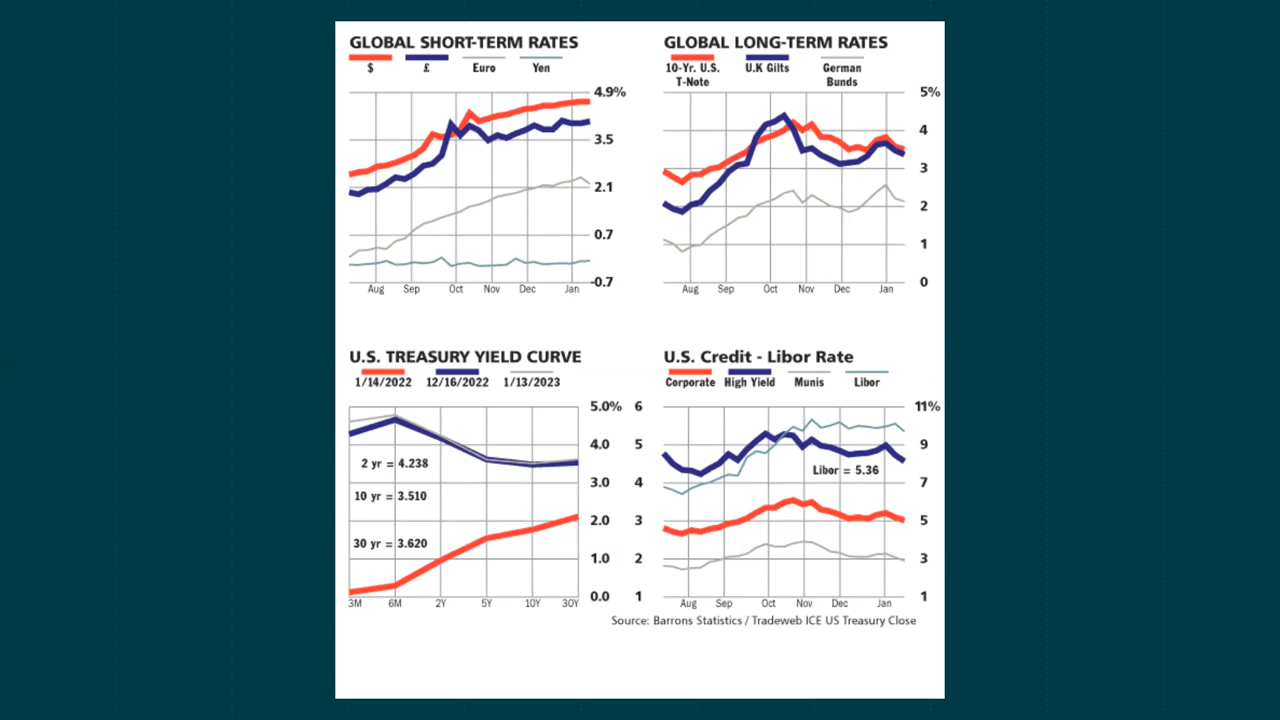 GLOBAL SHORT-TERM RATES
$ £ Euro Yen
4.9%
3.5
2.1
0.7
-0.7
Aug Sep Oct Nov Dec Jan
GLOBAL LONG-TERM RATES
10-Yr. U.S. U.K Gilts German
T-Note Bunds
5%
4
3
2
1
0
Aug Sep Oct Nov Dec Jan
U.S. TREASURY YIELD CURVE
1/14/2022 12/16/2022 1/13/2023
5.0%
4.0
2 yr = 4.238
3.0
10 yr = 3.510
2.0
30 yr = 3.620
1.0
0.0
3M 6M 2Y 5Y 10Y 30Y
U.S. Credit - Libor Rate
Corporate High Yield Munis Libor
6 11%
5 9
Libor = 5.36
4 7
3 5
2 3
1 1
Aug Sep Oct Nov Dec Jan
Source: Barrons Statistics / Tradeweb ICE US Treasury Close